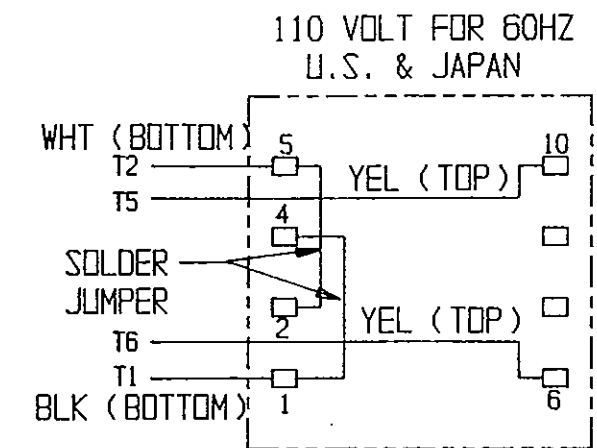 110 VOLT FOR 60HZ
U.S. & JAPAN
WHT (BOTTOM)
5
10
T2
YEL (TOP)
T5
4
SOLDER
JUMPER
2
YEL (TOP)
T6
T1
BLK (BOTTOM)
1
6